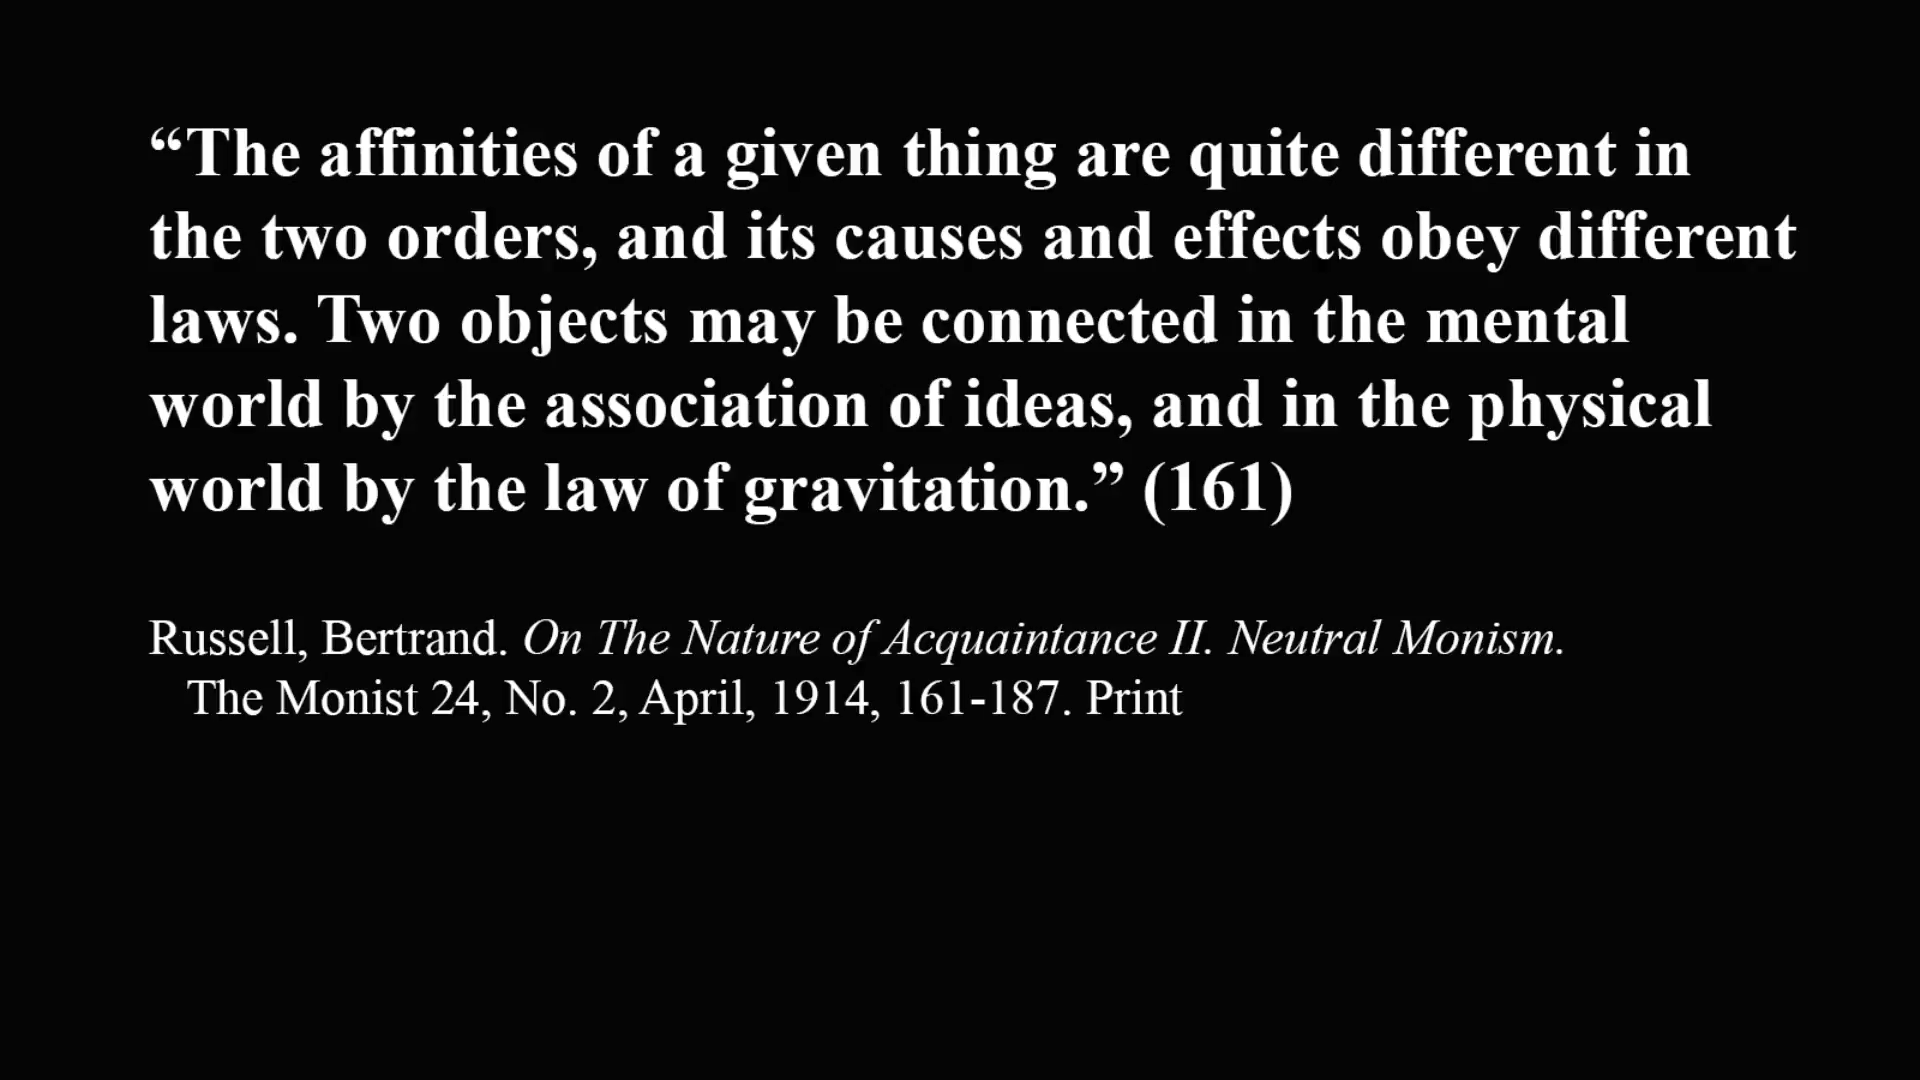 “The affinities of a given thing are quite different in
the two orders, and its causes and effects obey different
laws. Two objects may be connected in the mental
world by the association of ideas, and in the physical
world by the law of gravitation.” (161)
Russell, Bertrand. On The Nature of Acquaintance II. Neutral Monism.
The Monist 24, No. 2, April, 1914, 161-187. Print